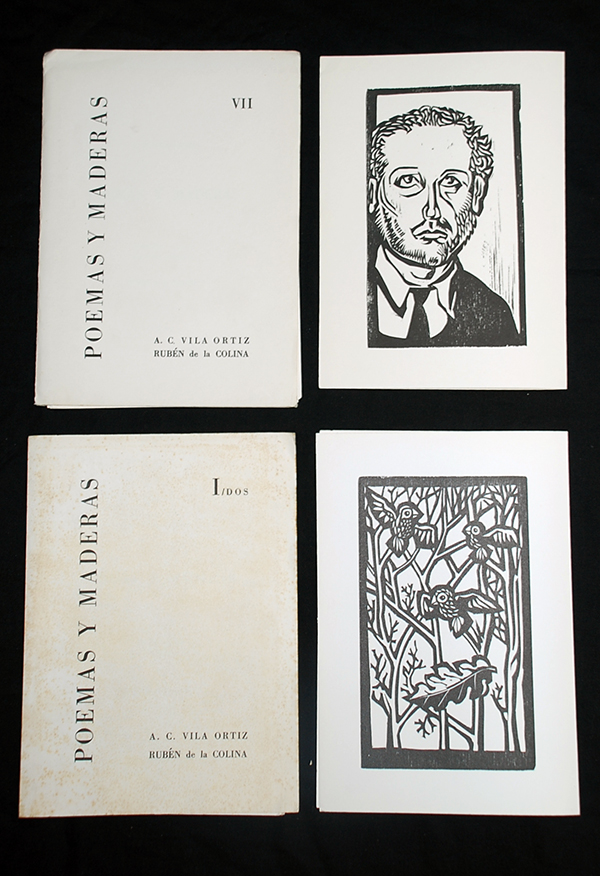 POEMAS Y MADERAS
VII
A. C. VILA ORTIZ
RUBÉN de la COLINA
POEMAS Y MADERAS
I/DOS
A. C. VILA ORTIZ
RUBÉN de la COLINA